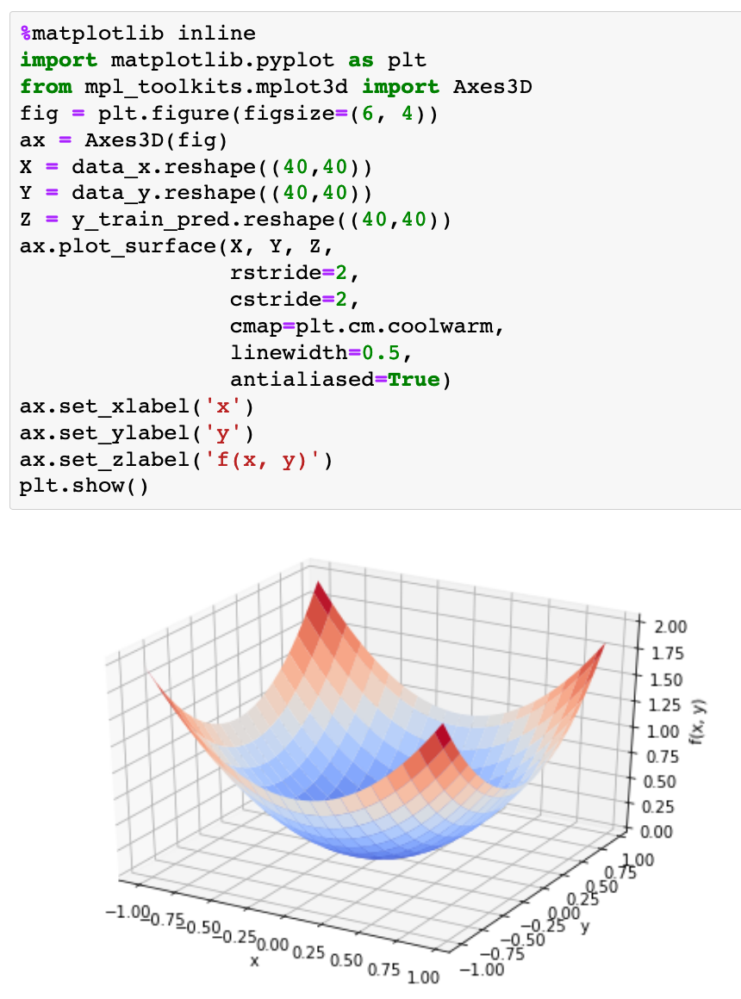 %matplotlib inline
import matplotlib.pyplot as plt
from mpl_toolkits.mplot3d import Axes3D
fig = plt.figure(figsize=(6, 4))
ax = Axes3D(fig)
X = data_x.reshape((40,40))
Y = data_y.reshape((40,40))
Z = y_train_pred.reshape((40,40))
ax.plot_surface(X, Y, Z,
                rstride=2,
                cstride=2,
                cmap=plt.cm.coolwarm,
                linewidth=0.5,
                antialiased=True)
ax.set_xlabel('x')
ax.set_ylabel('y')
ax.set_zlabel('f(x, y)')
plt.show()
2.00
1.75
1.50
1.25
1.00
0.75
0.50
0.25
0.00
f(x, y)
1.00
0.75
0.50
0.25
0.00
−0.25
−0.50
−0.75
−1.00
y
−1.00
−0.75
−0.50
−0.25
0.00
0.25
0.50
0.75
1.00
x